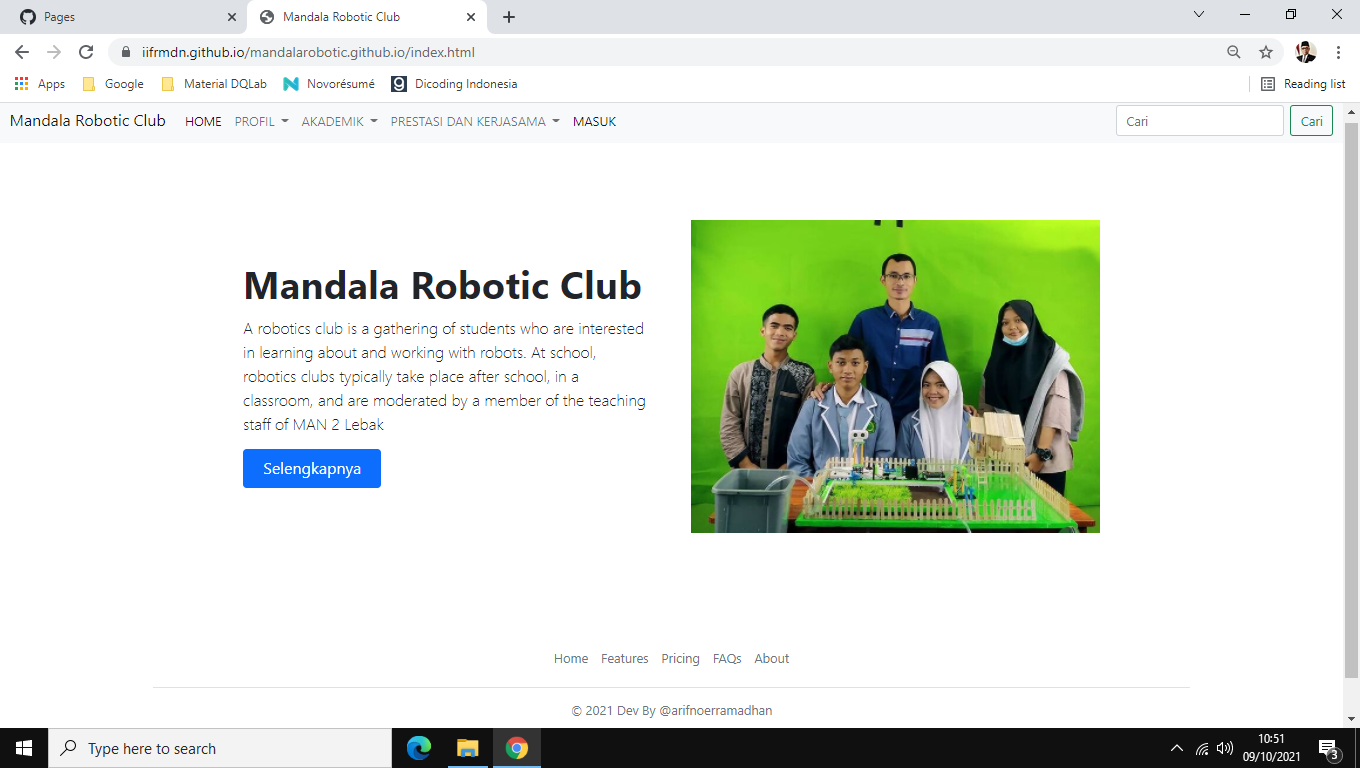 Pages
Mandala Robotic Club
iifrmdn.github.io/mandalarobotic.github.io/index.html
Apps Google Material DQLab Novorésumé Dicoding Indonesia Reading list
Mandala Robotic Club HOME PROFIL AKADEMIK PRESTASI DAN KERJASAMA MASUK Cari Cari
Mandala Robotic Club
A robotics club is a gathering of students who are interested
in learning about and working with robots. At school,
robotics clubs typically take place after school, in a
classroom, and are moderated by a member of the teaching
staff of MAN 2 Lebak
Selengkapnya
Home Features Pricing FAQs About
© 2021 Dev By @arifnoerramadhan
Type here to search
10:51
09/10/2021
3